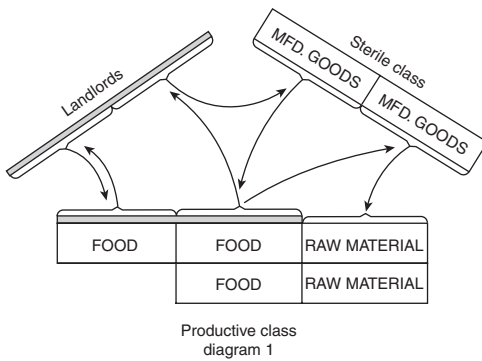 Landlords
Sterile class
MFD. GOODS
MFD. GOODS
FOOD
FOOD
RAW MATERIAL
FOOD
RAW MATERIAL
Productive class
diagram 1